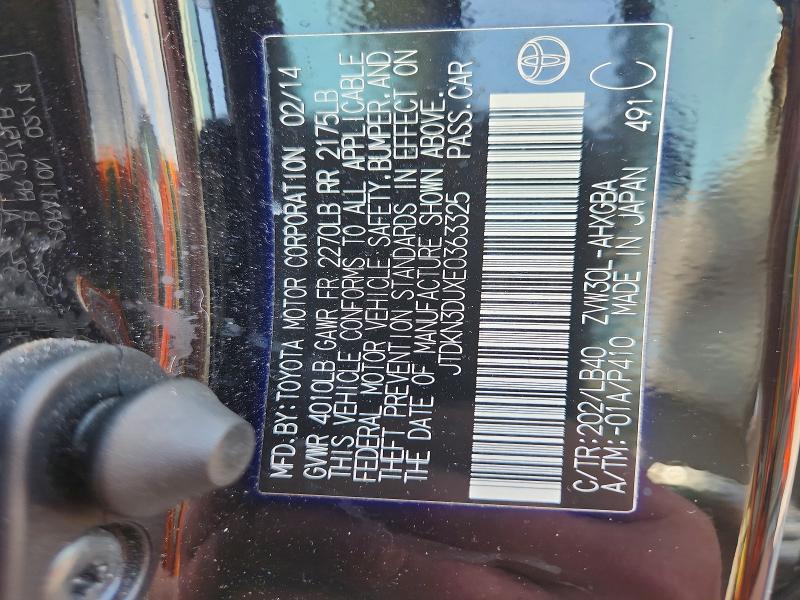 MFD.BY:TOYOTA MOTOR CORPORATION 02/14
GVWR 4010LB GAWR FR 2270LB RR 2175LB
THIS VEHICLE CONFORMS TO ALL APPLICABLE
FEDERAL MOTOR VEHICLE SAFETY,BUMPER,AND
THEFT PREVENTION STANDARDS IN EFFECT ON
THE DATE OF MANUFACTURE SHOWN ABOVE.
JTDKN3DUXE0363325 PASS.CAR
C/TR:202/LB40 ZVW30L-AHXGBA
A/TM:-01A/P410 MADE IN JAPAN 491 C